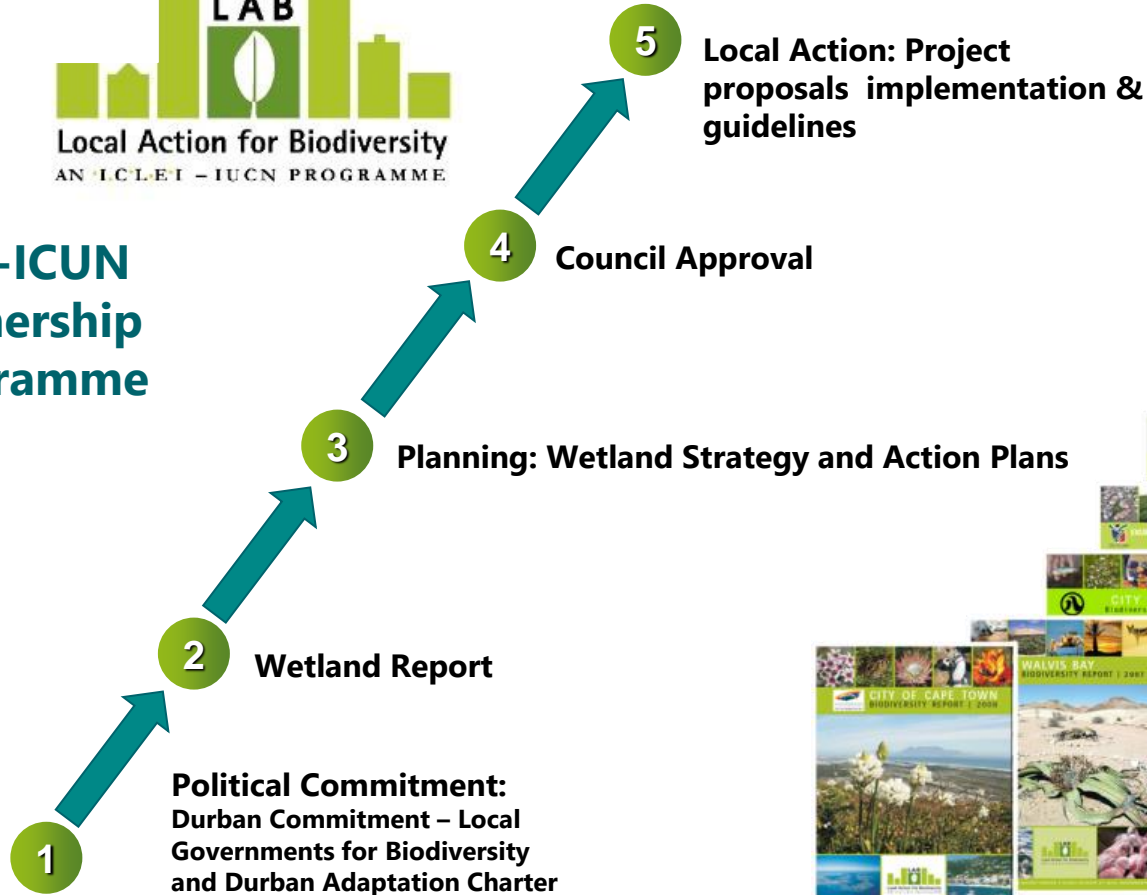 LAB
Local Action for Biodiversity
AN I.C.L.E.I – IUCN PROGRAMME
-ICUN
nership
ramme
5
Local Action: Project
proposals implementation &
guidelines
4
Council Approval
3
Planning: Wetland Strategy and Action Plans
2
Wetland Report
1
Political Commitment:
Durban Commitment – Local
Governments for Biodiversity
and Durban Adaptation Charter
CITY
WALVIS BAY
BIODIVERSITY REPORT | 2007
CITY OF CAPE TOWN
BIODIVERSITY REPORT | 2008
LAB